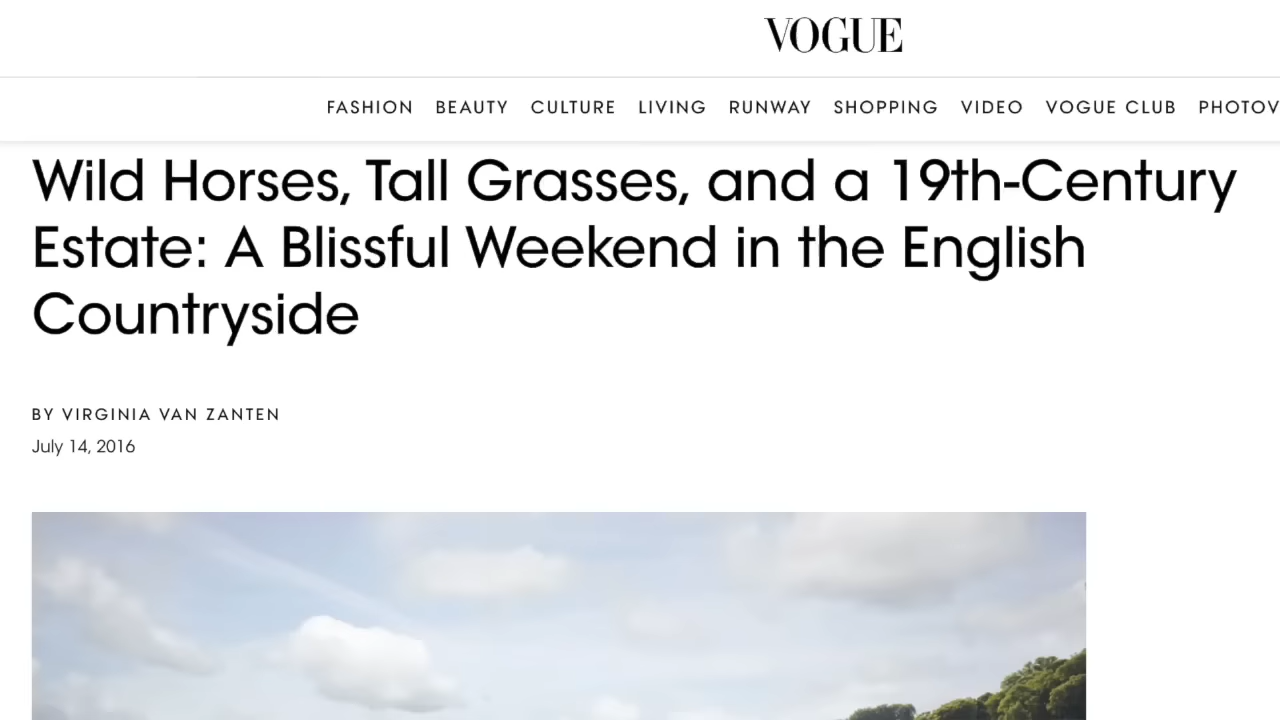 VOGUE
FASHION BEAUTY CULTURE LIVING RUNWAY SHOPPING VIDEO VOGUE CLUB PHOTOV
Wild Horses, Tall Grasses, and a 19th-Century
Estate: A Blissful Weekend in the English
Countryside
BY VIRGINIA VAN ZANTEN
July 14, 2016